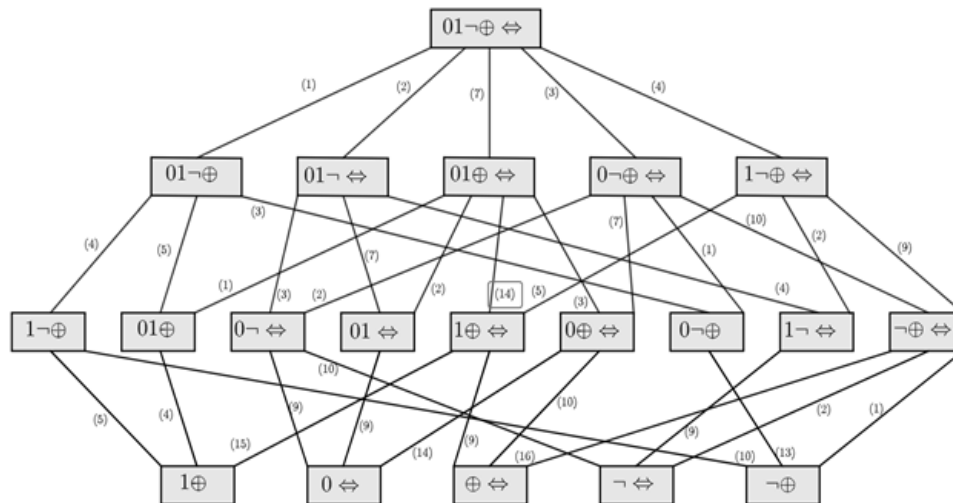 01¬⊕ ⇔
(1) (2) (7) (3) (4)
01¬⊕ 01¬ ⇔ 01⊕ ⇔ 0¬⊕ ⇔ 1¬⊕ ⇔
(3) (7) (10)
(4) (5) (1) (7) (2) (1) (2) (9)
(3) (2) (14) (5) (3) (4)
1¬⊕ 01⊕ 0¬ ⇔ 01 ⇔ 1⊕ ⇔ 0⊕ ⇔ 0¬⊕ 1¬ ⇔ ¬⊕ ⇔
(10)
(5) (4) (9) (9) (10) (9) (2) (1)
(15) (14) (9) (16) (10) (13)
1⊕ 0 ⇔ ⊕ ⇔ ¬ ⇔ ¬⊕